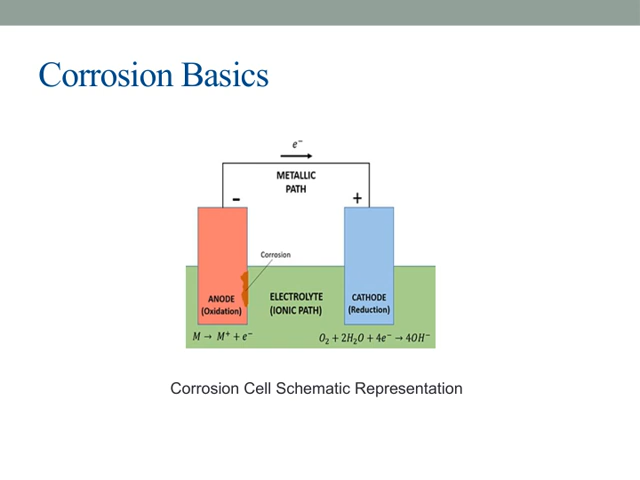 Corrosion Basics
e⁻
METALLIC
PATH
-
+
Corrosion
ANODE
(Oxidation)
ELECTROLYTE
(IONIC PATH)
CATHODE
(Reduction)
M → M⁺ + e⁻
O₂ + 2H₂O + 4e⁻ → 4OH⁻
Corrosion Cell Schematic Representation